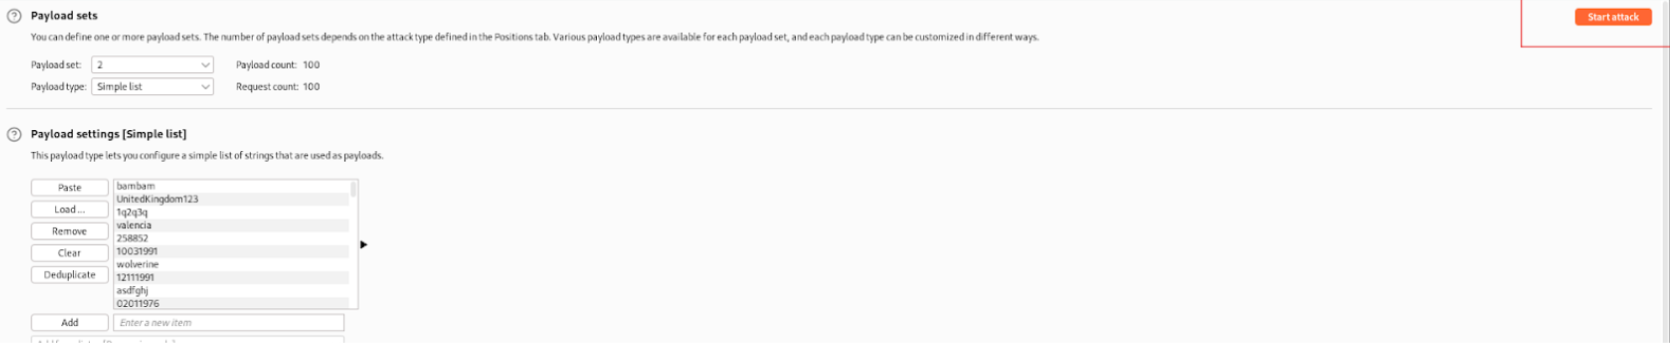 Payload sets
Start attack
You can define one or more payload sets. The number of payload sets depends on the attack type defined in the Positions tab. Various payload types are available for each payload set, and each payload type can be customized in different ways.
Payload set: 2 Payload count: 100
Payload type: Simple list Request count: 100
Payload settings [Simple list]
This payload type lets you configure a simple list of strings that are used as payloads.
Paste
Load ...
Remove
Clear
Deduplicate
bambam
UnitedKingdom123
1q2q3q
valencia
258852
10031991
wolverine
12111991
asdfghj
02011976
Add Enter a new item